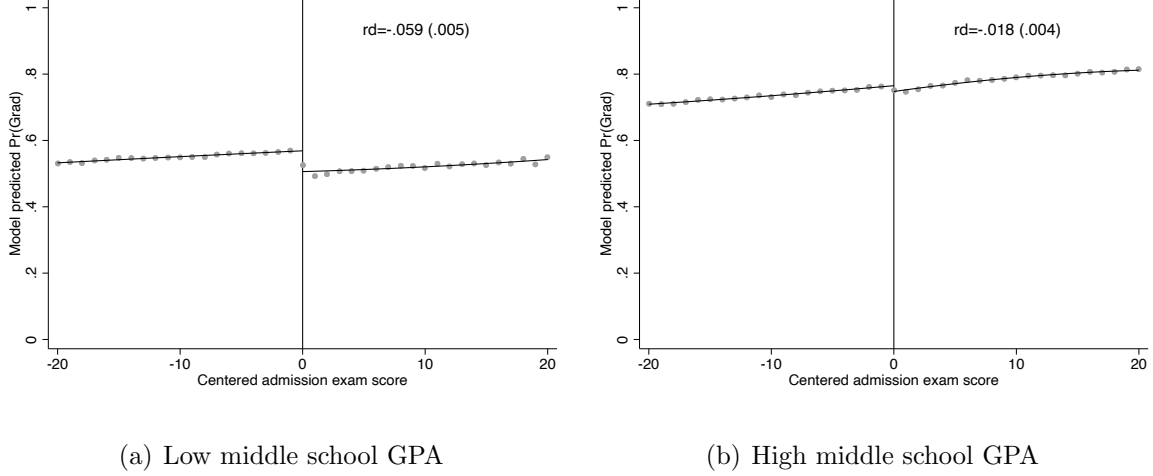 rd=-.059 (.005)
Model predicted Pr(Grad)
1
.8
.6
.4
.2
0
-20 -10 0 10 20
Centered admission exam score
(a) Low middle school GPA
rd=-.018 (.004)
Model predicted Pr(Grad)
1
.8
.6
.4
.2
0
-20 -10 0 10 20
Centered admission exam score
(b) High middle school GPA